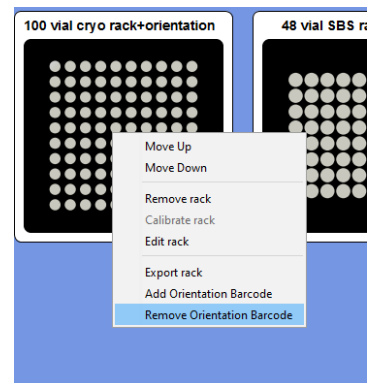 100 vial cryo rack+orientation
48 vial SBS ra
Move Up
Move Down
Remove rack
Calibrate rack
Edit rack
Export rack
Add Orientation Barcode
Remove Orientation Barcode